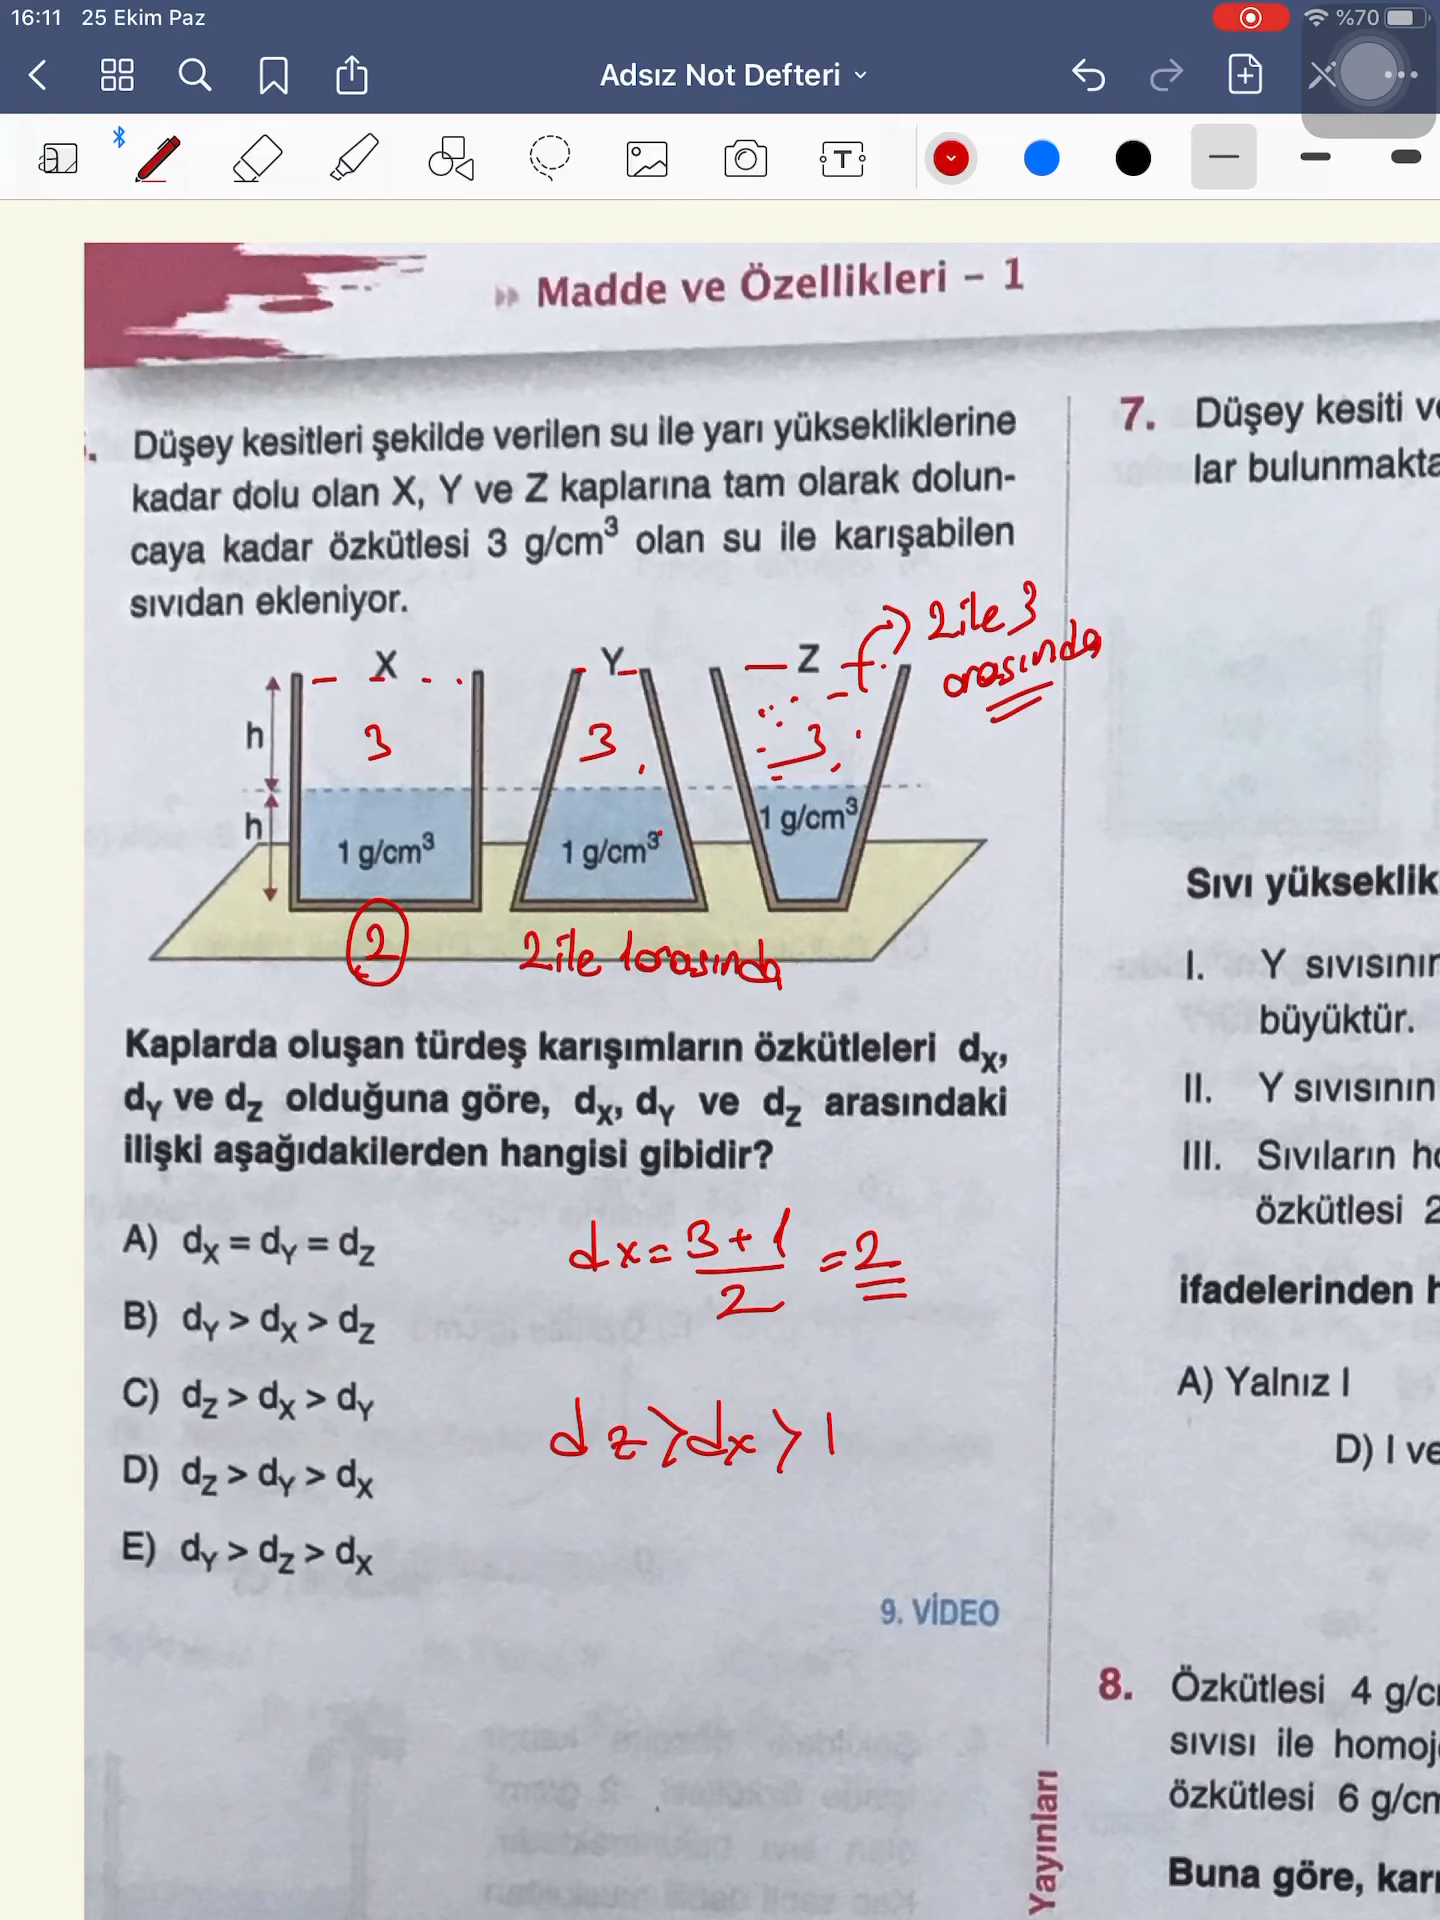 16:11 25 Ekim Paz
%70
Adsız Not Defteri
Madde ve Özellikleri - 1
Düşey kesitleri şekilde verilen su ile yarı yüksekliklerine
kadar dolu olan X, Y ve Z kaplarına tam olarak dolun-
caya kadar özkütlesi 3 g/cm³ olan su ile karışabilen
sıvıdan ekleniyor.
2 ile 3
arasında
X Y Z
h
3 3 3
h
1 g/cm³ 1 g/cm³ 1 g/cm³
2 2 ile 1 arasında
Kaplarda oluşan türdeş karışımların özkütleleri dX,
dY ve dZ olduğuna göre, dX, dY ve dZ arasındaki
ilişki aşağıdakilerden hangisi gibidir?
A) dX = dY = dZ
B) dY > dX > dZ
C) dZ > dX > dY
D) dZ > dY > dX
E) dY > dZ > dX
dx = 3+1 / 2 = 2
dz > dx > 1
9. VİDEO
Yayınları
7. Düşey kesiti ve
lar bulunmakta
Sıvı yükseklik
I. Y sıvısının
büyüktür.
II. Y sıvısının
III. Sıvıların ho
özkütlesi 2
ifadelerinden h
A) Yalnız I
D) I ve
8. Özkütlesi 4 g/cm
sıvısı ile homoje
özkütlesi 6 g/cm
Buna göre, karı